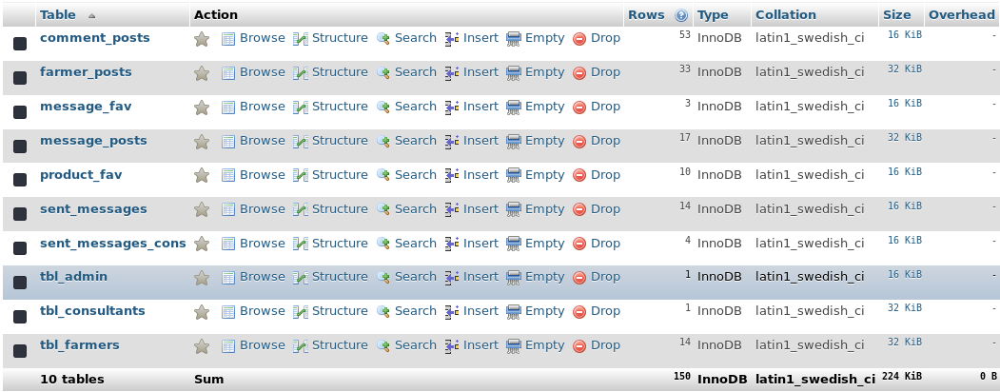 Table Action Rows Type Collation Size Overhead
comment_posts Browse Structure Search Insert Empty Drop 53 InnoDB latin1_swedish_ci 16 KiB -
farmer_posts Browse Structure Search Insert Empty Drop 33 InnoDB latin1_swedish_ci 32 KiB -
message_fav Browse Structure Search Insert Empty Drop 3 InnoDB latin1_swedish_ci 16 KiB -
message_posts Browse Structure Search Insert Empty Drop 17 InnoDB latin1_swedish_ci 32 KiB -
product_fav Browse Structure Search Insert Empty Drop 10 InnoDB latin1_swedish_ci 16 KiB -
sent_messages Browse Structure Search Insert Empty Drop 14 InnoDB latin1_swedish_ci 16 KiB -
sent_messages_cons Browse Structure Search Insert Empty Drop 4 InnoDB latin1_swedish_ci 16 KiB -
tbl_admin Browse Structure Search Insert Empty Drop 1 InnoDB latin1_swedish_ci 16 KiB -
tbl_consultants Browse Structure Search Insert Empty Drop 1 InnoDB latin1_swedish_ci 32 KiB -
tbl_farmers Browse Structure Search Insert Empty Drop 14 InnoDB latin1_swedish_ci 32 KiB -
10 tables Sum 150 InnoDB latin1_swedish_ci 224 KiB 0 B